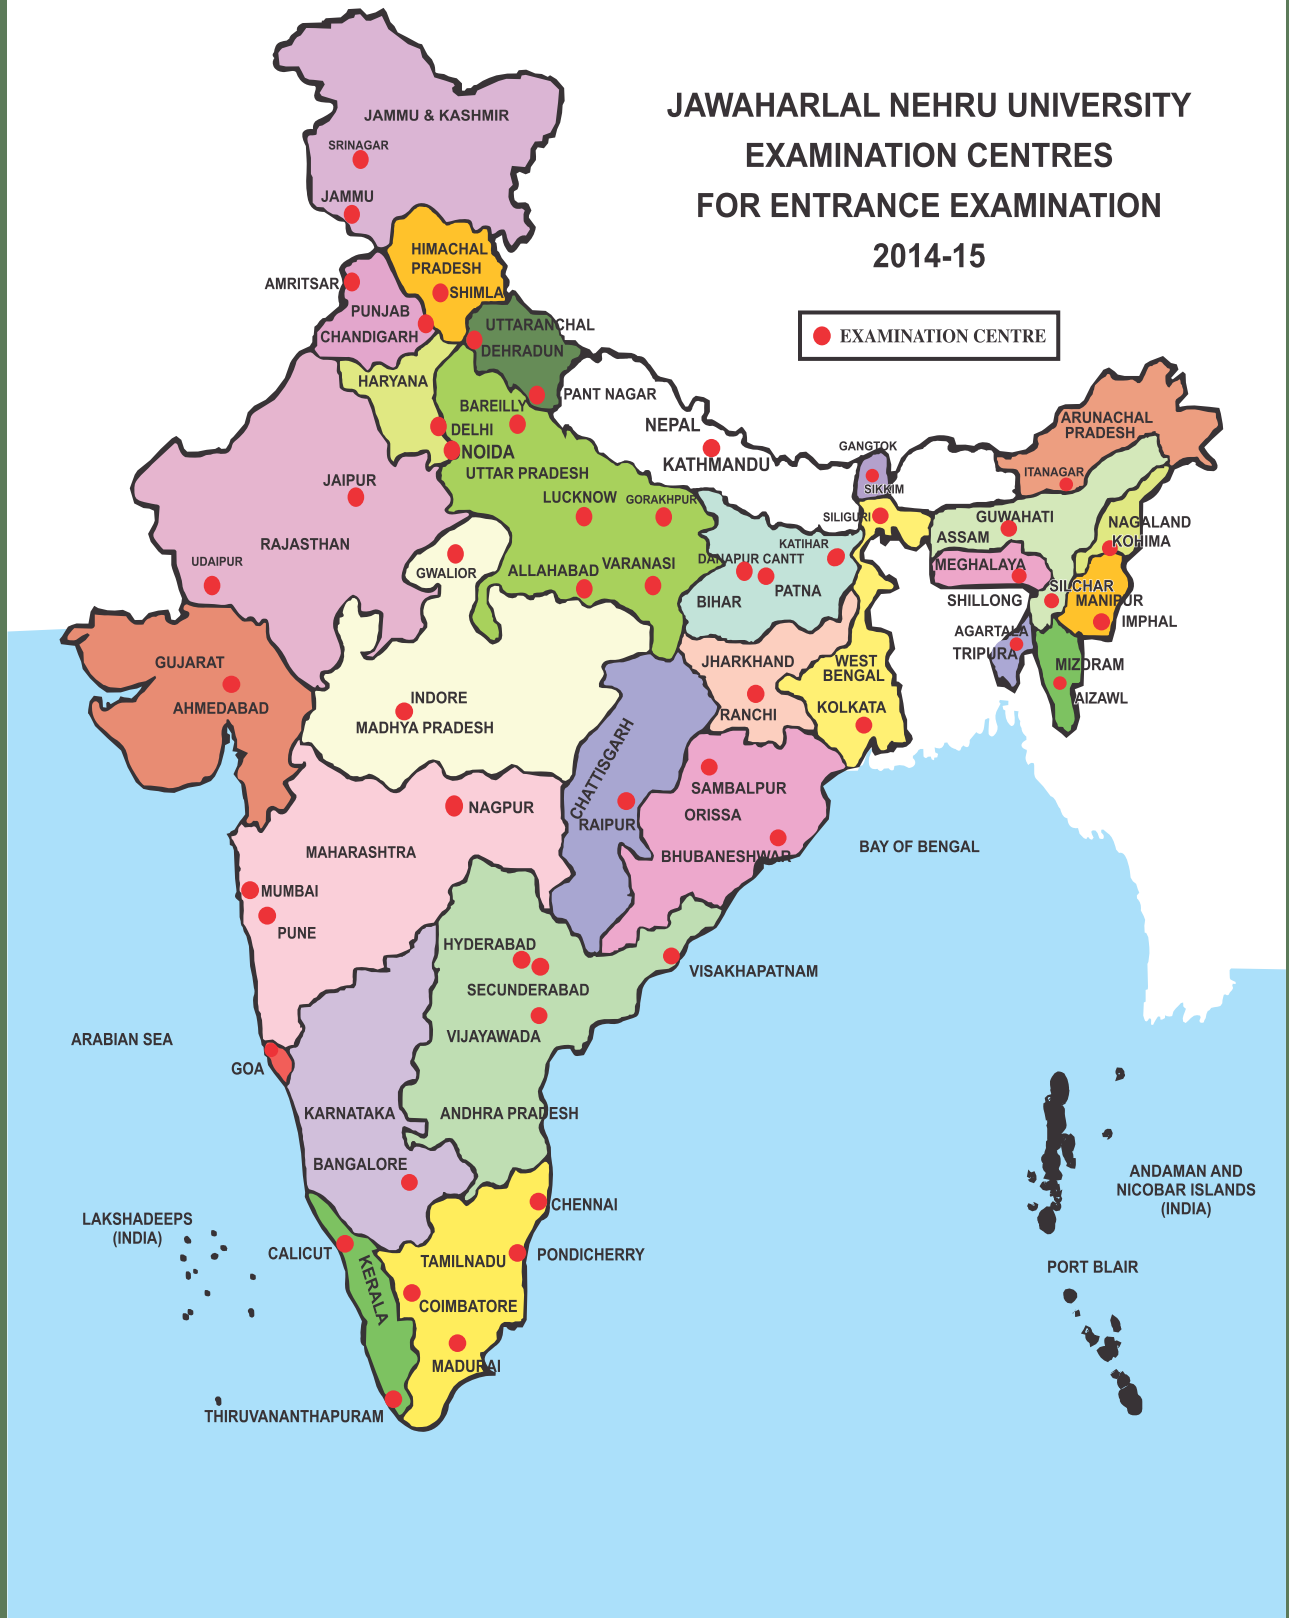 JAWAHARLAL NEHRU UNIVERSITY
EXAMINATION CENTRES
FOR ENTRANCE EXAMINATION
2014-15
EXAMINATION CENTRE
JAMMU & KASHMIR
SRINAGAR
JAMMU
HIMACHAL
PRADESH
SHIMLA
AMRITSAR
PUNJAB
CHANDIGARH
UTTARANCHAL
DEHRADUN
HARYANA
PANT NAGAR
BAREILLY
DELHI
NOIDA
UTTAR PRADESH
NEPAL
KATHMANDU
GANGTOK
SIKKIM
ARUNACHAL
PRADESH
ITANAGAR
JAIPUR
RAJASTHAN
UDAIPUR
LUCKNOW
GORAKHPUR
SILIGURI
GUWAHATI
ASSAM
NAGALAND
KOHIMA
GWALIOR
ALLAHABAD
VARANASI
KATIHAR
DANAPUR CANTT
PATNA
BIHAR
MEGHALAYA
SHILLONG
SILCHAR
MANIPUR
IMPHAL
AGARTALA
TRIPURA
MIZORAM
AIZAWL
GUJARAT
AHMEDABAD
INDORE
MADHYA PRADESH
JHARKHAND
RANCHI
WEST
BENGAL
KOLKATA
CHATTISGARH
RAIPUR
SAMBALPUR
ORISSA
BHUBANESHWAR
BAY OF BENGAL
NAGPUR
MAHARASHTRA
MUMBAI
PUNE
HYDERABAD
SECUNDERABAD
VISAKHAPATNAM
VIJAYAWADA
ARABIAN SEA
GOA
KARNATAKA
ANDHRA PRADESH
BANGALORE
CHENNAI
ANDAMAN AND
NICOBAR ISLANDS
(INDIA)
LAKSHADEEPS
(INDIA)
CALICUT
KERALA
TAMILNADU
PONDICHERRY
PORT BLAIR
COIMBATORE
MADURAI
THIRUVANANTHAPURAM